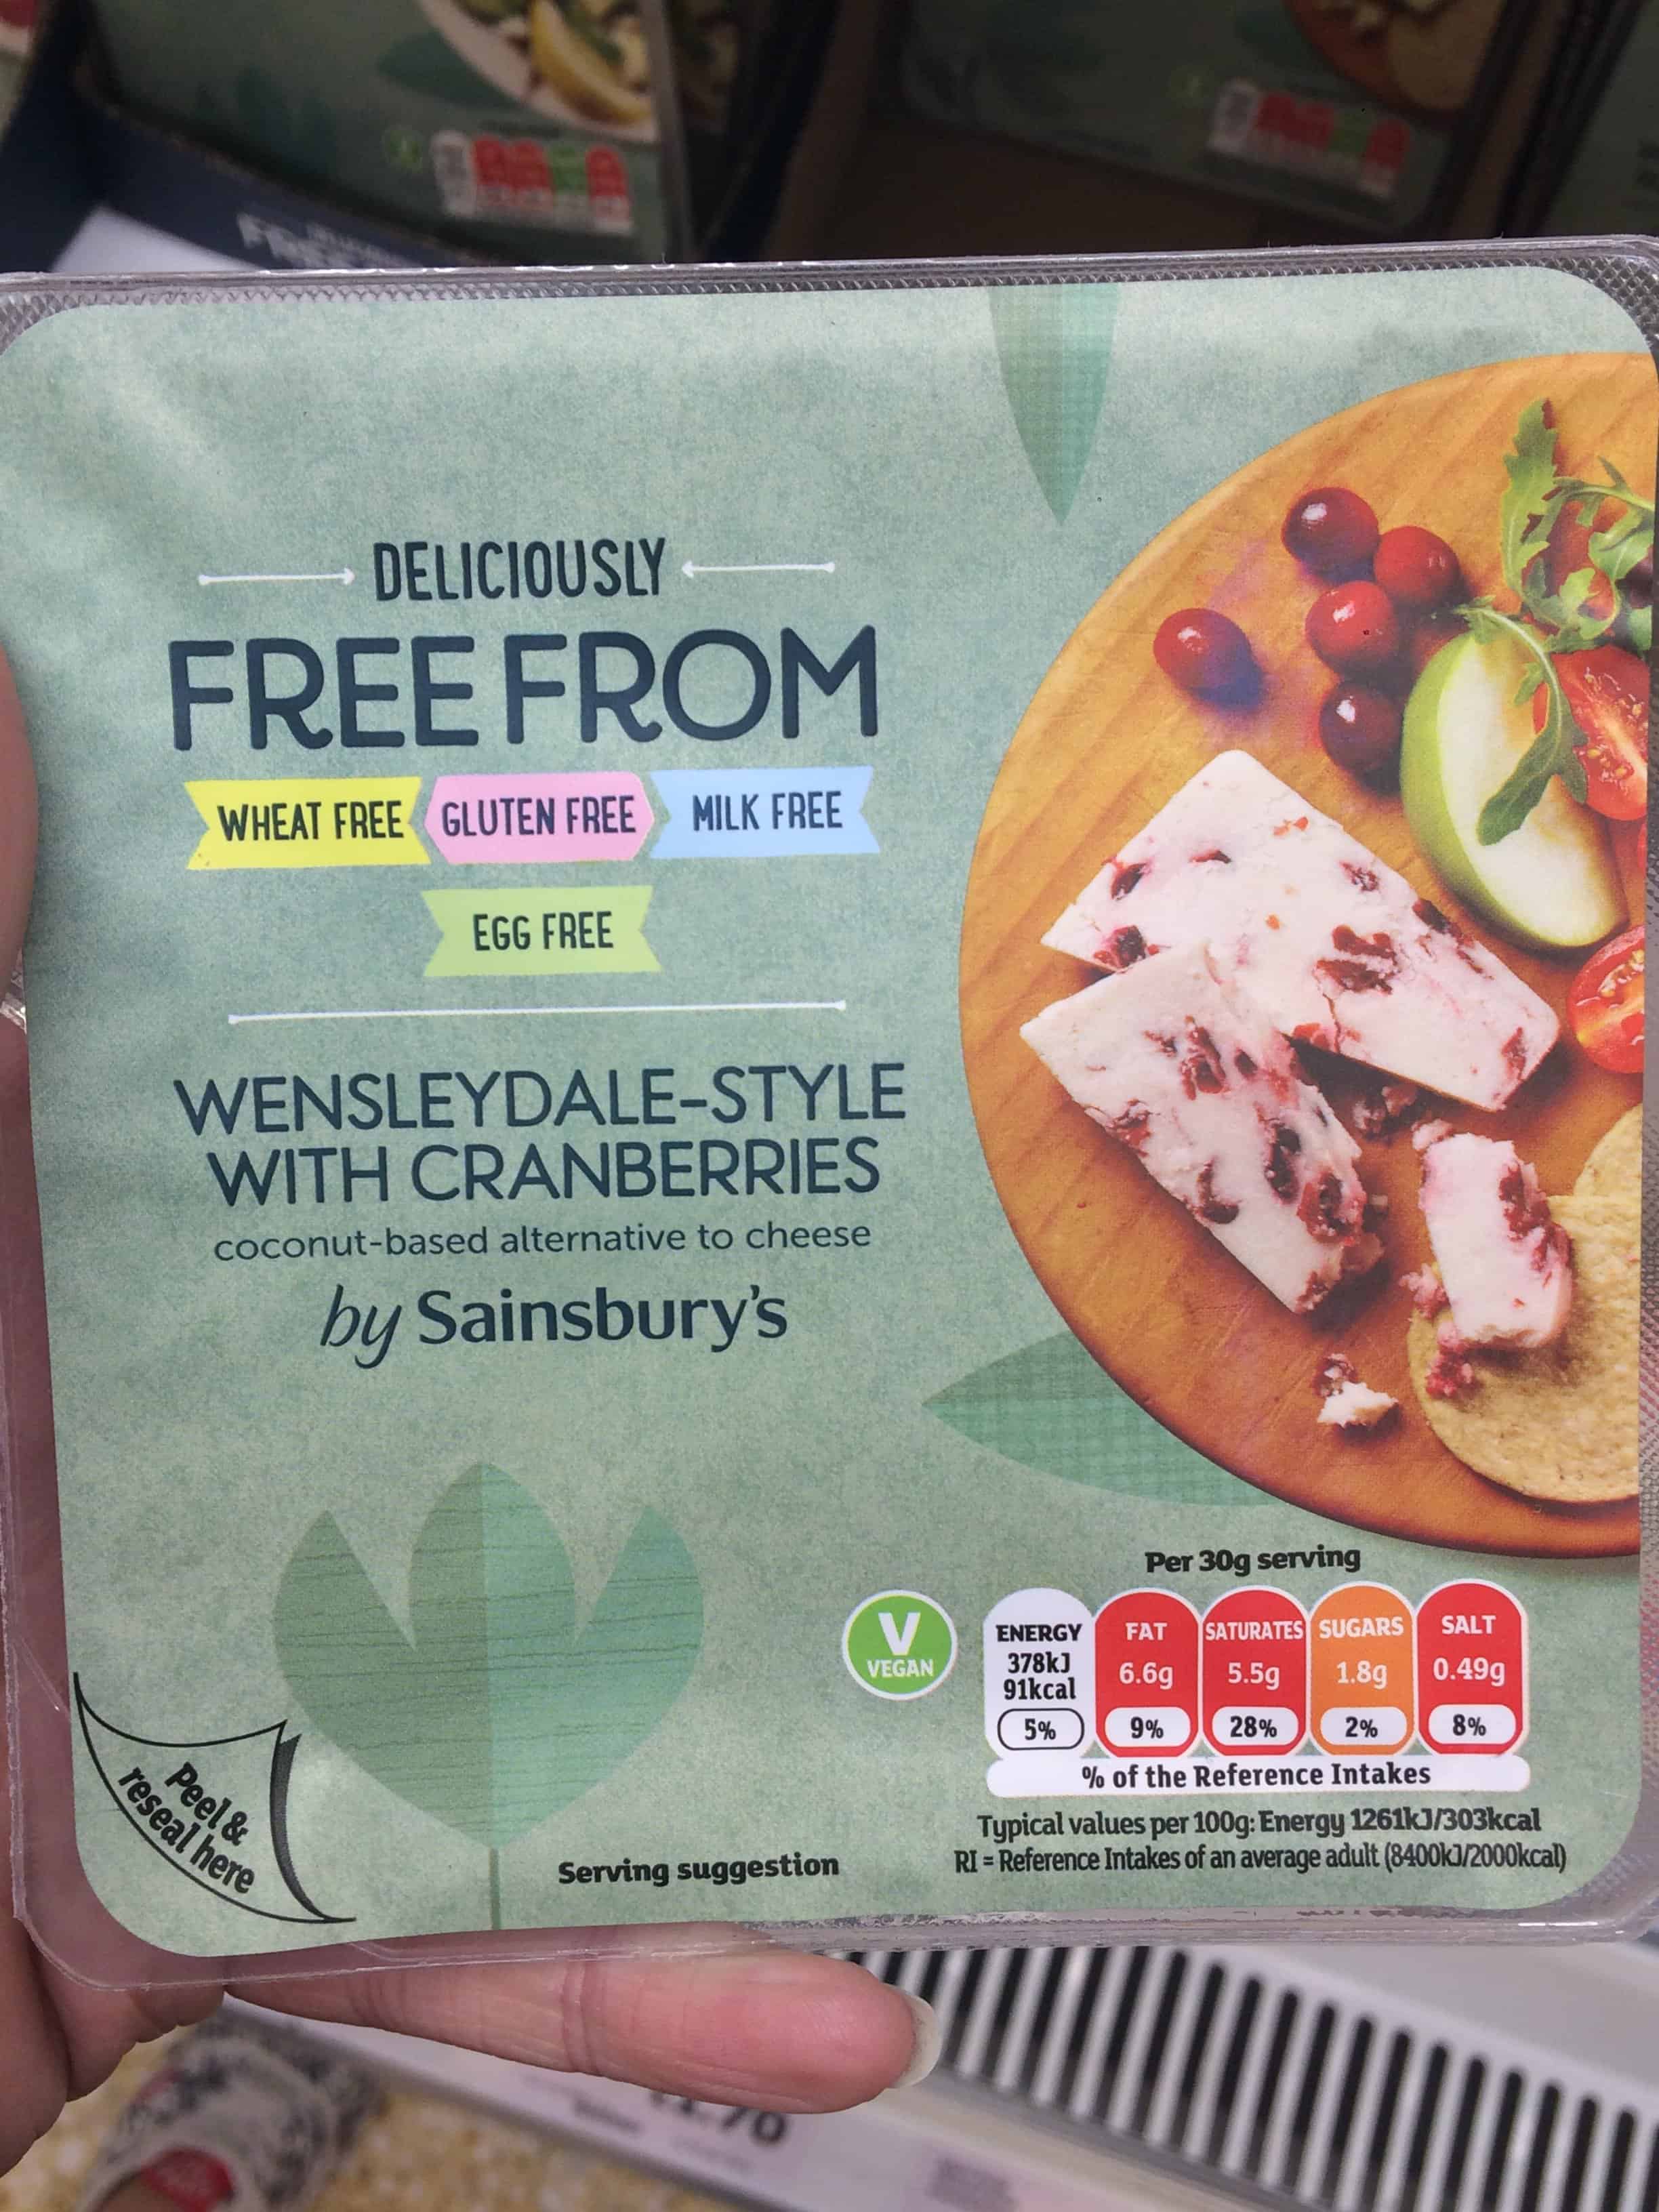 DELICIOUSLY
FREE FROM
WHEAT FREE GLUTEN FREE MILK FREE
EGG FREE
WENSLEYDALE-STYLE
WITH CRANBERRIES
coconut-based alternative to cheese
by Sainsbury's
Per 30g serving
V
VEGAN
ENERGY FAT SATURATES SUGARS SALT
378kJ
91kcal 6.6g 5.5g 1.8g 0.49g
5% 9% 28% 2% 8%
% of the Reference Intakes
Typical values per 100g: Energy 1261kJ/303kcal
RI = Reference Intakes of an average adult (8400kJ/2000kcal)
Peel &
reseal here
Serving suggestion